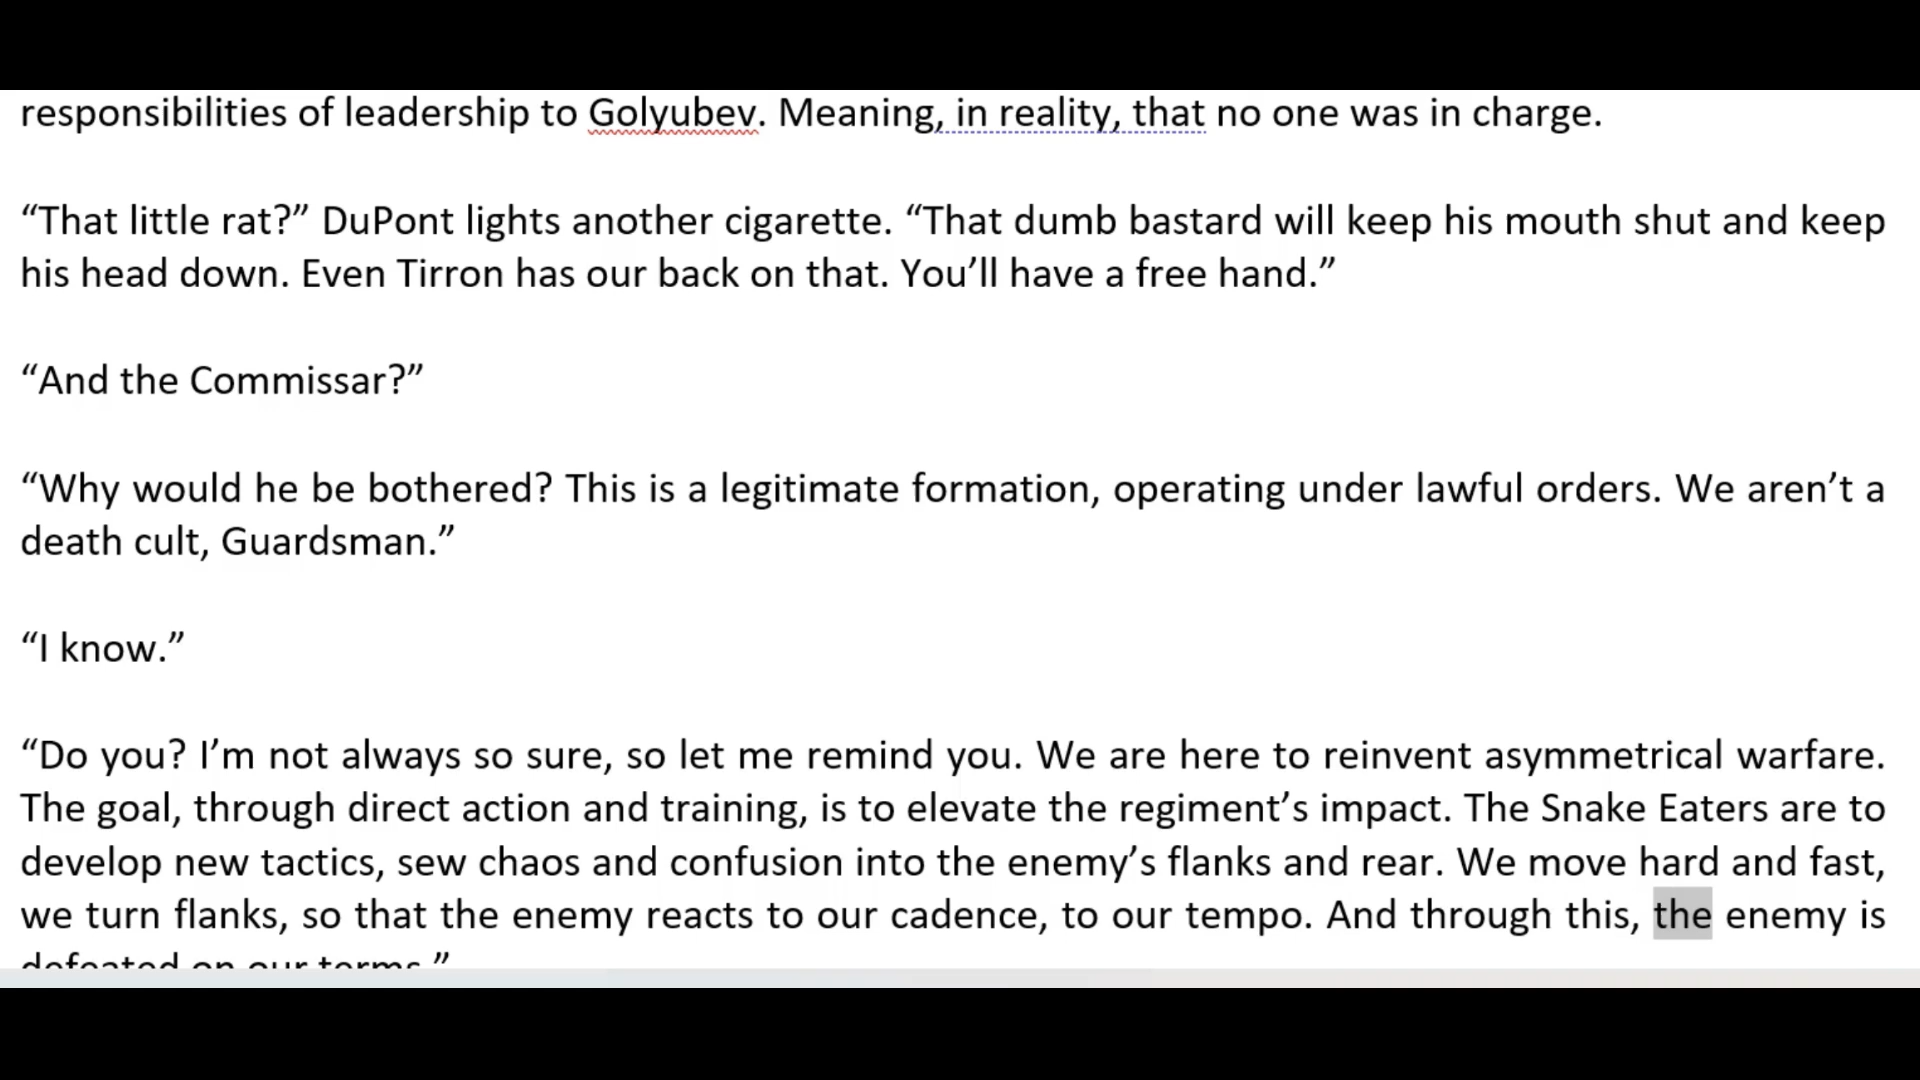 responsibilities of leadership to Golyubev. Meaning, in reality, that no one was in charge.
“That little rat?” DuPont lights another cigarette. “That dumb bastard will keep his mouth shut and keep
his head down. Even Tirron has our back on that. You’ll have a free hand.”
“And the Commissar?”
“Why would he be bothered? This is a legitimate formation, operating under lawful orders. We aren’t a
death cult, Guardsman.”
“I know.”
“Do you? I’m not always so sure, so let me remind you. We are here to reinvent asymmetrical warfare.
The goal, through direct action and training, is to elevate the regiment’s impact. The Snake Eaters are to
develop new tactics, sew chaos and confusion into the enemy’s flanks and rear. We move hard and fast,
we turn flanks, so that the enemy reacts to our cadence, to our tempo. And through this, the enemy is
defeated on our terms.”